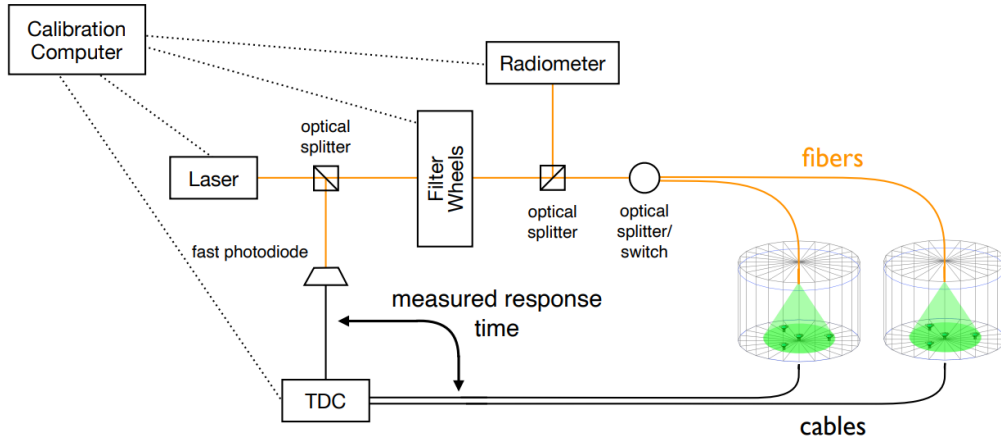 Calibration
Computer
Radiometer
optical
splitter
Laser
Filter
Wheels
fibers
optical
splitter
optical
splitter/
switch
fast photodiode
measured response
time
TDC
cables